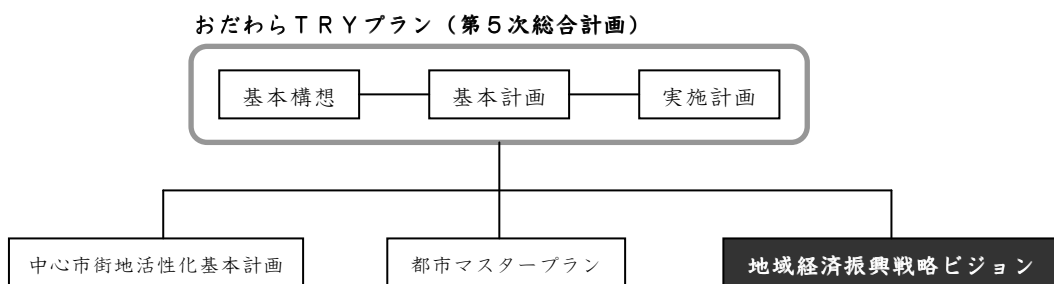 おだわらＴＲＹプラン（第５次総合計画）
基本構想
基本計画
実施計画
中心市街地活性化基本計画
都市マスタープラン
地域経済振興戦略ビジョン